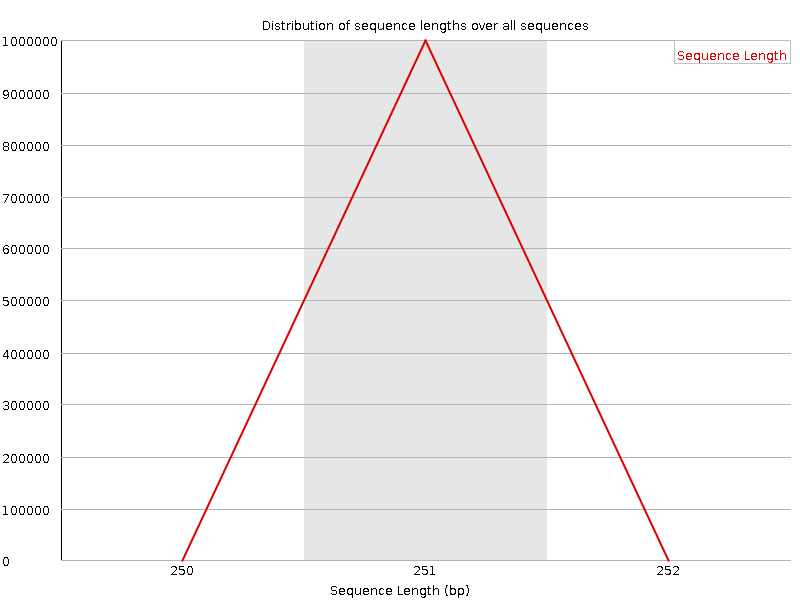 Distribution of sequence lengths over all sequences
Sequence Length
1000000
900000
800000
700000
600000
500000
400000
300000
200000
100000
0
250 251 252
Sequence Length (bp)